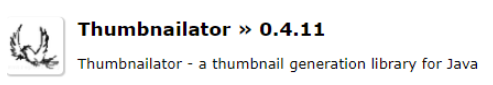 Thumbnailator » 0.4.11
Thumbnailator - a thumbnail generation library for Java